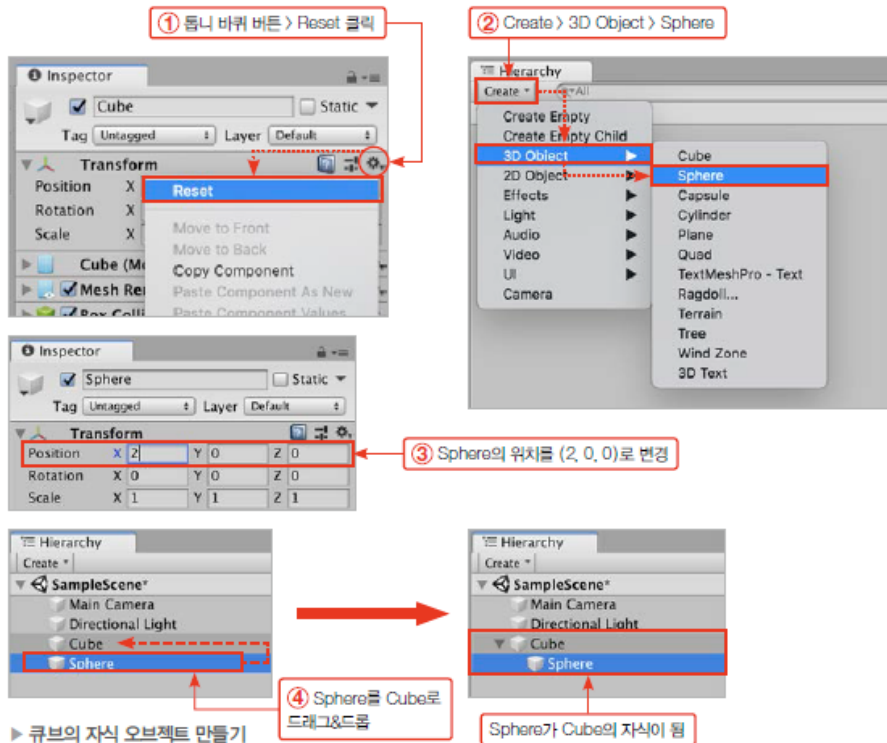 ① 톱니 바퀴 버튼 > Reset 클릭
Inspector
Cube
Static
Tag Untagged Layer Default
Transform
Position X
Rotation X
Scale X
Reset
Move to Front
Move to Back
Copy Component
Paste Component As New
Paste Component Values
Cube (Me
Mesh Rer
Box Colli
② Create > 3D Object > Sphere
Hierarchy
Create All
Create Empty
Create Empty Child
3D Object
2D Object
Effects
Light
Audio
Video
UI
Camera
Cube
Sphere
Capsule
Cylinder
Plane
Quad
TextMeshPro - Text
Ragdoll...
Terrain
Tree
Wind Zone
3D Text
Inspector
Sphere
Static
Tag Untagged Layer Default
Transform
Position X 2 Y 0 Z 0
Rotation X 0 Y 0 Z 0
Scale X 1 Y 1 Z 1
③ Sphere의 위치를 (2, 0, 0)로 변경
Hierarchy
Create
SampleScene*
Main Camera
Directional Light
Cube
Sphere
④ Sphere를 Cube로
드래그&드롭
Hierarchy
Create
SampleScene*
Main Camera
Directional Light
Cube
Sphere
Sphere가 Cube의 자식이 됨
▶ 큐브의 자식 오브젝트 만들기